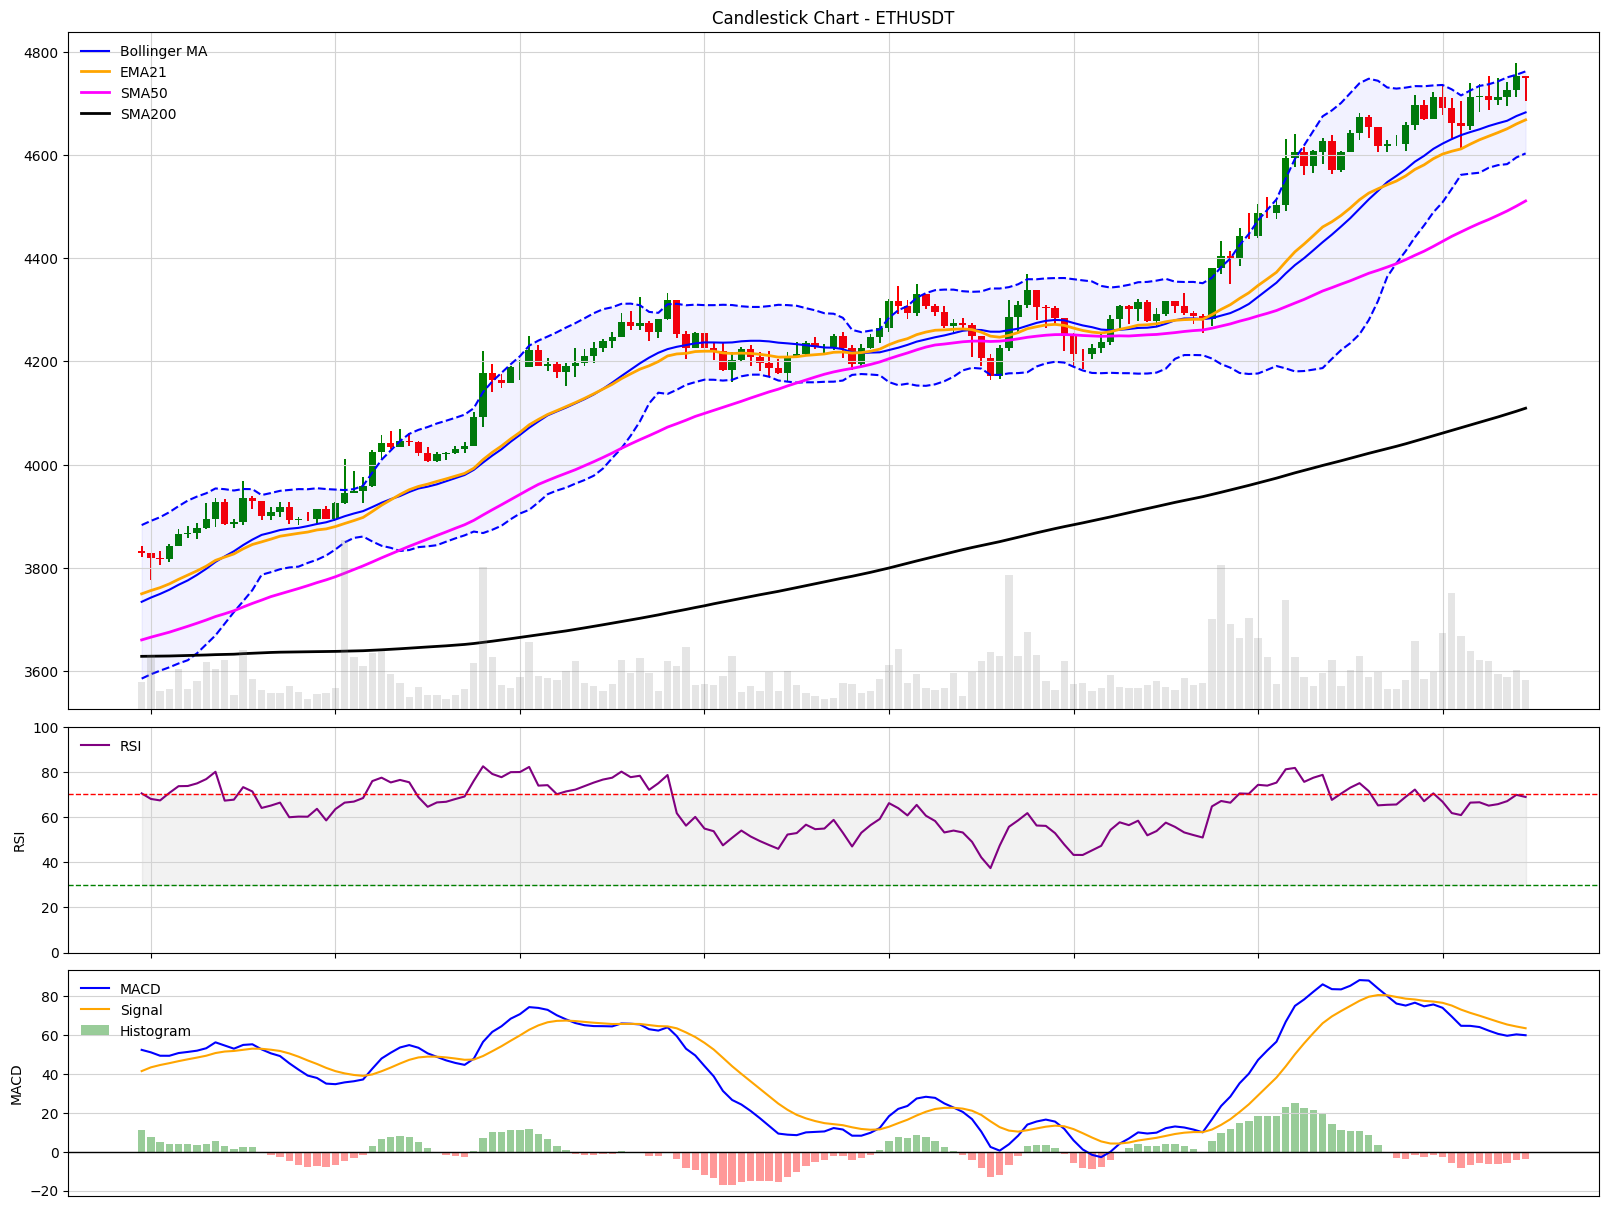 Candlestick Chart - ETHUSDT
Bollinger MA
EMA21
SMA50
SMA200
4800
4600
4400
4200
4000
3800
3600
RSI
100
80
60
40
20
0
RSI
MACD
Signal
Histogram
80
60
40
20
0
−20
MACD